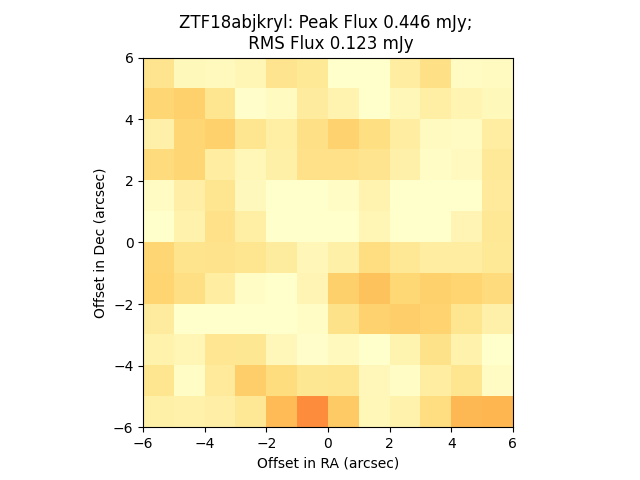 ZTF18abjkryl: Peak Flux 0.446 mJy;
RMS Flux 0.123 mJy
6
4
2
0
−2
−4
−6
Offset in Dec (arcsec)
−6 −4 −2 0 2 4 6
Offset in RA (arcsec)